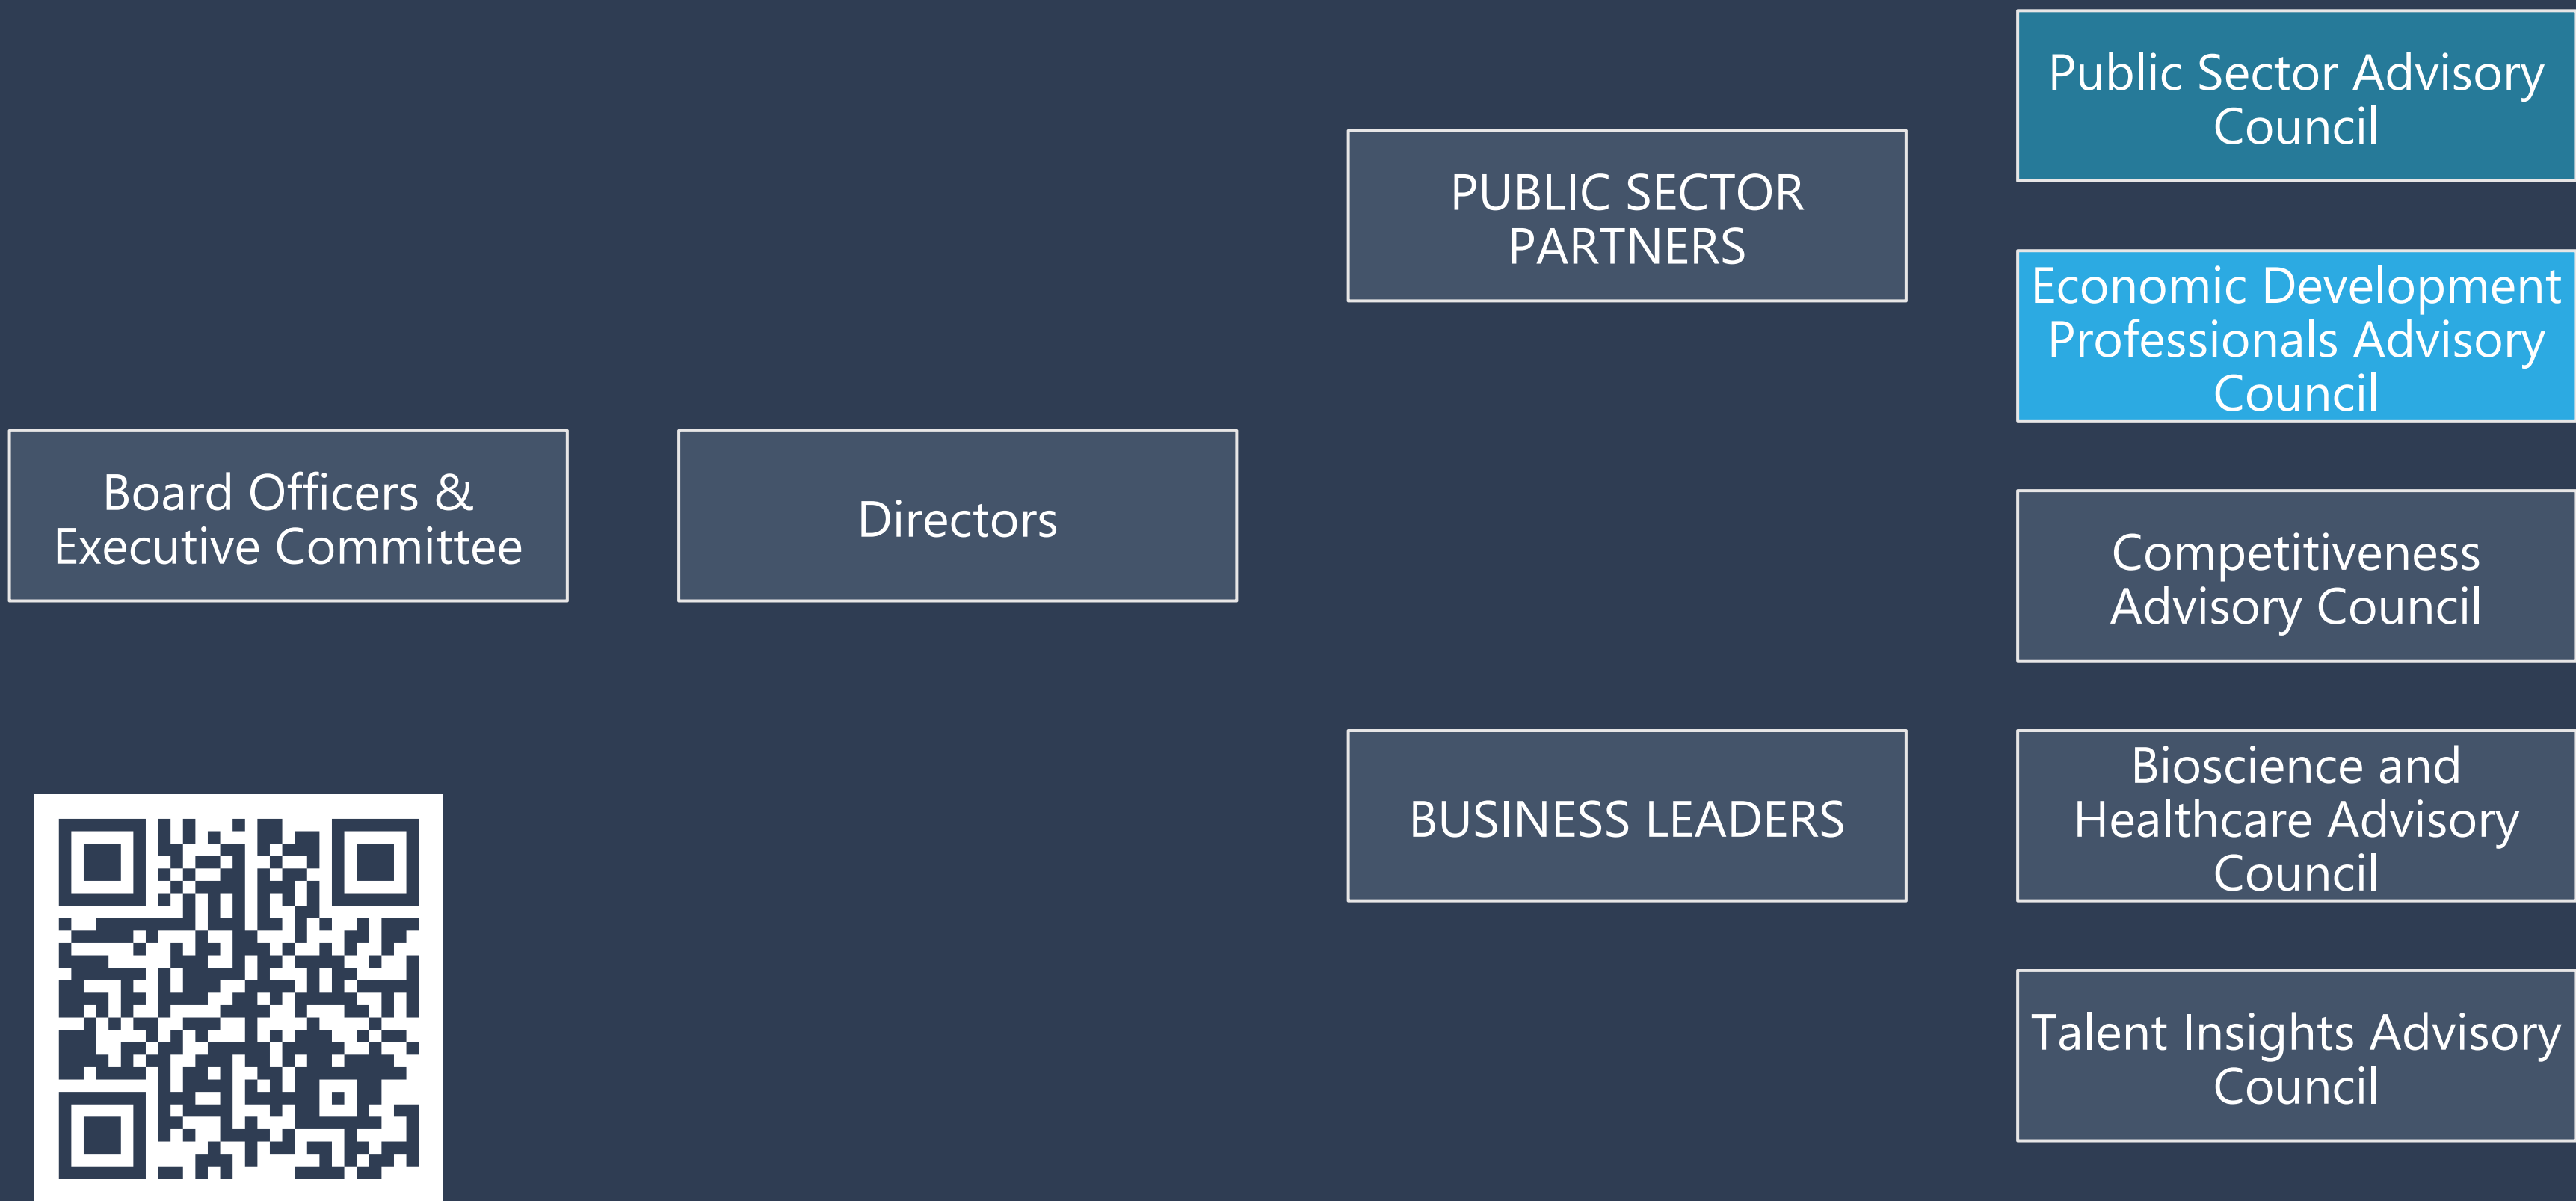 Board Officers &
Executive Committee
Directors
PUBLIC SECTOR
PARTNERS
BUSINESS LEADERS
Public Sector Advisory
Council
Economic Development
Professionals Advisory
Council
Competitiveness
Advisory Council
Bioscience and
Healthcare Advisory
Council
Talent Insights Advisory
Council